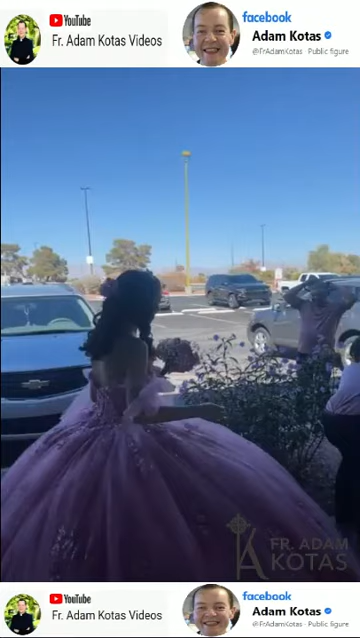 YouTube
Fr. Adam Kotas Videos
facebook
Adam Kotas
@FrAdamKotas · Public figure
FR. ADAM
KOTAS
YouTube
Fr. Adam Kotas Videos
facebook
Adam Kotas
@FrAdamKotas · Public figure